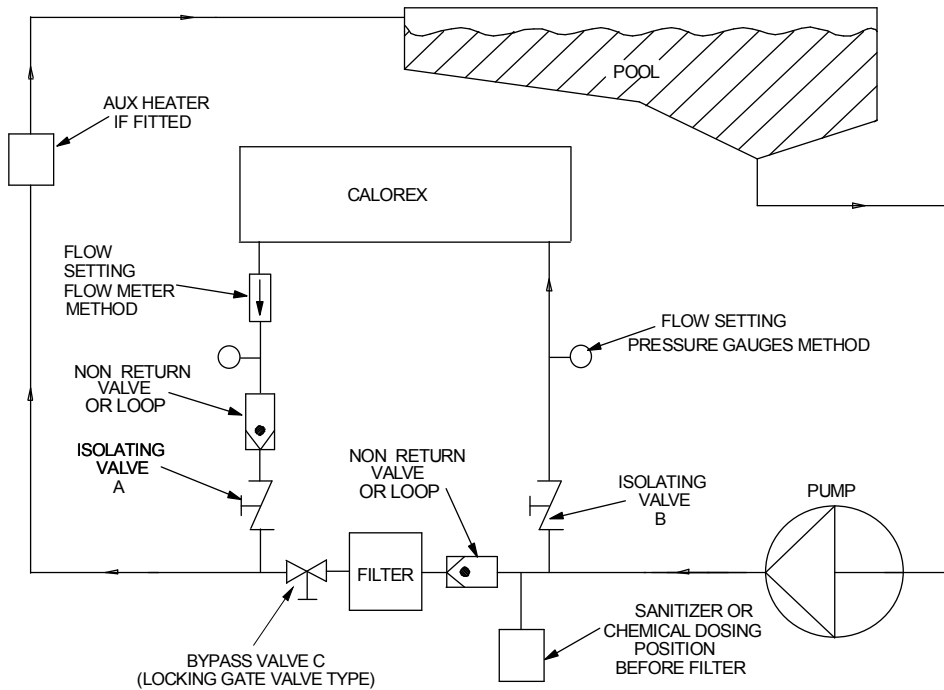 POOL
AUX HEATER
IF FITTED
CALOREX
FLOW
SETTING
FLOW METER
METHOD
FLOW SETTING
PRESSURE GAUGES METHOD
NON RETURN
VALVE
OR LOOP
ISOLATING
VALVE
A
NON RETURN
VALVE
OR LOOP
ISOLATING
VALVE
B
PUMP
FILTER
SANITIZER OR
CHEMICAL DOSING
POSITION
BEFORE FILTER
BYPASS VALVE C
(LOCKING GATE VALVE TYPE)